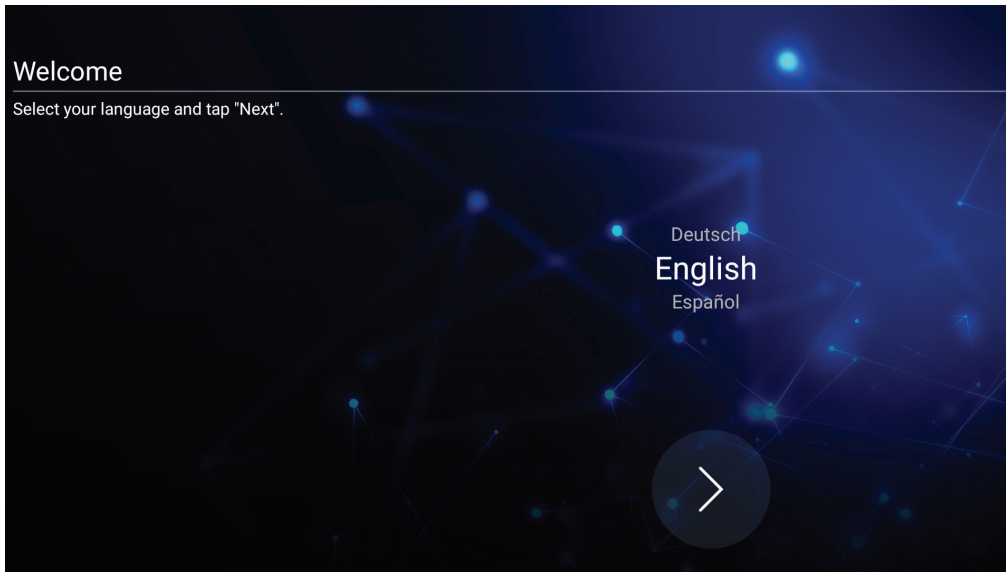 Welcome
Select your language and tap "Next".
Deutsch
English
Español